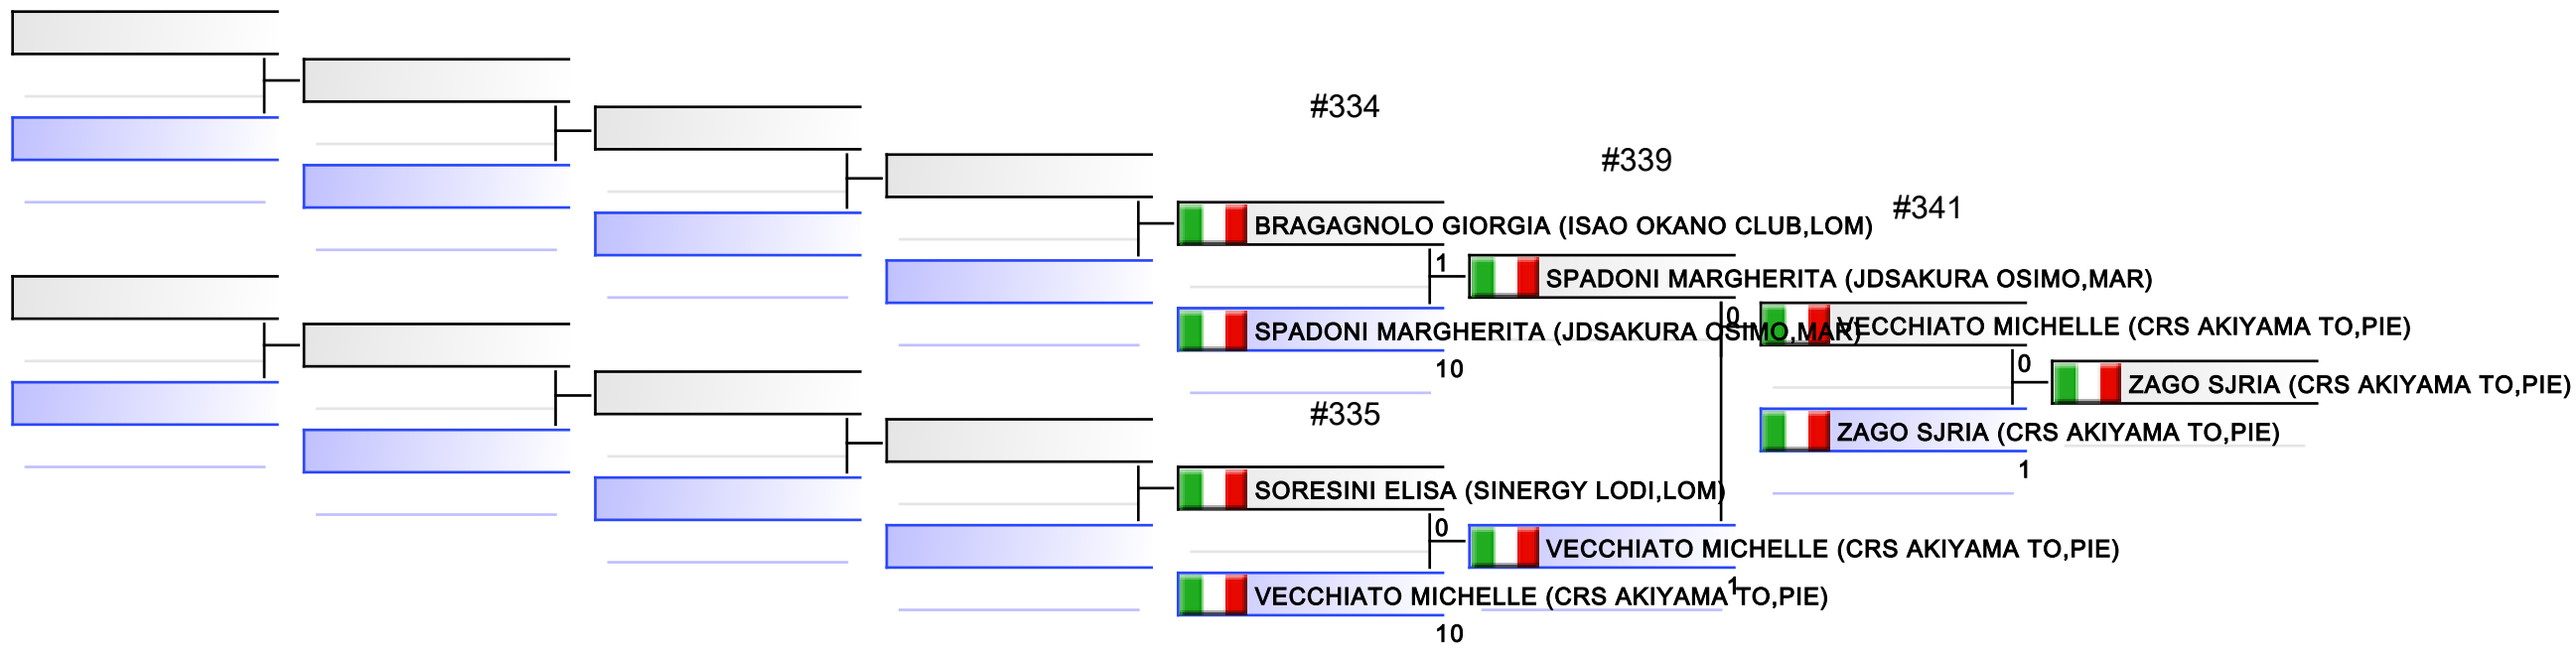 #334
#339
#341
BRAGAGNOLO GIORGIA (ISAO OKANO CLUB,LOM)
1
SPADONI MARGHERITA (JDSAKURA OSIMO,MAR)
0
VECCHIATO MICHELLE (CRS AKIYAMA TO,PIE)
SPADONI MARGHERITA (JDSAKURA OSIMO,MAR)
10
0
ZAGO SJRIA (CRS AKIYAMA TO,PIE)
#335
ZAGO SJRIA (CRS AKIYAMA TO,PIE)
1
SORESINI ELISA (SINERGY LODI,LOM)
0
VECCHIATO MICHELLE (CRS AKIYAMA TO,PIE)
1
VECCHIATO MICHELLE (CRS AKIYAMA TO,PIE)
10